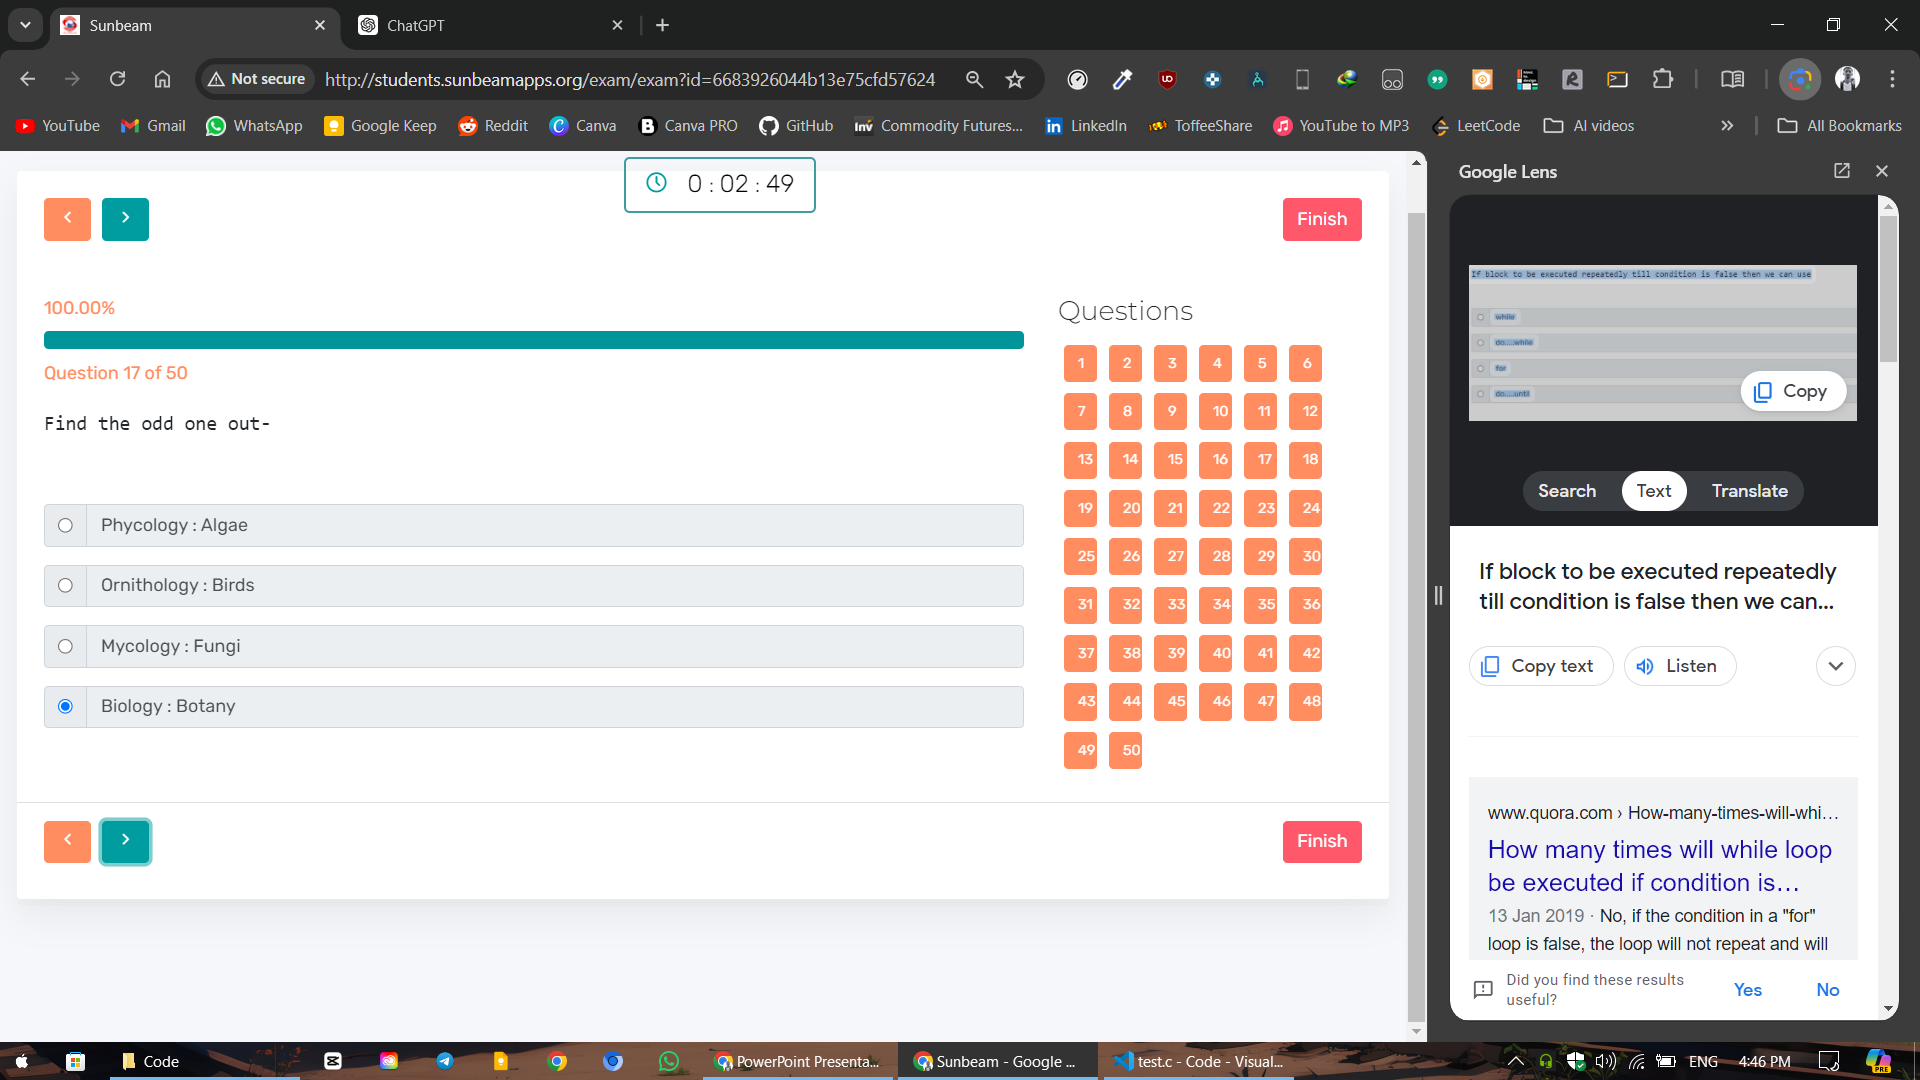 Sunbeam
ChatGPT
Not secure
http://students.sunbeamapps.org/exam/exam?id=6683926044b13e75cfd57624
YouTube
Gmail
WhatsApp
Google Keep
Reddit
Canva
Canva PRO
GitHub
Inv Commodity Futures...
LinkedIn
ToffeeShare
YouTube to MP3
LeetCode
AI videos
All Bookmarks
0 : 02 : 49
Finish
100.00%
Question 17 of 50
Find the odd one out-
Phycology : Algae
Ornithology : Birds
Mycology : Fungi
Biology : Botany
Finish
Questions
1 2 3 4 5 6
7 8 9 10 11 12
13 14 15 16 17 18
19 20 21 22 23 24
25 26 27 28 29 30
31 32 33 34 35 36
37 38 39 40 41 42
43 44 45 46 47 48
49 50
Google Lens
If block to be executed repeatedly till condition is false then we can use
while
do....while
for
do....until
Copy
Search Text Translate
If block to be executed repeatedly
till condition is false then we can...
Copy text
Listen
www.quora.com › How-many-times-will-whi...
How many times will while loop
be executed if condition is...
13 Jan 2019 · No, if the condition in a "for"
loop is false, the loop will not repeat and will
Did you find these results
useful?
Yes
No
Code
PowerPoint Presenta...
Sunbeam - Google ...
test.c - Code - Visual...
ENG
4:46 PM
PRE